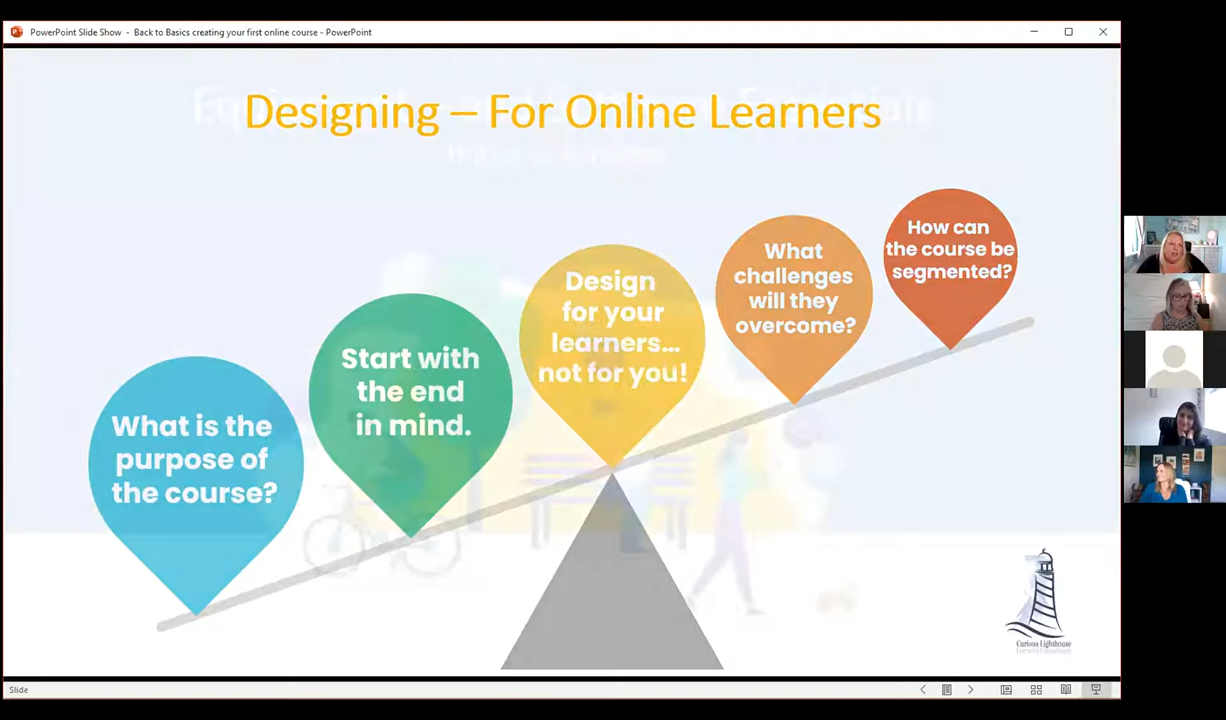 PowerPoint Slide Show - Back to Basics creating your first online course - PowerPoint
Designing – For Online Learners
What is the
purpose of
the course?
Start with
the end
in mind.
Design
for your
learners...
not for you!
What
challenges
will they
overcome?
How can
the course be
segmented?
Curious Lighthouse
Slide